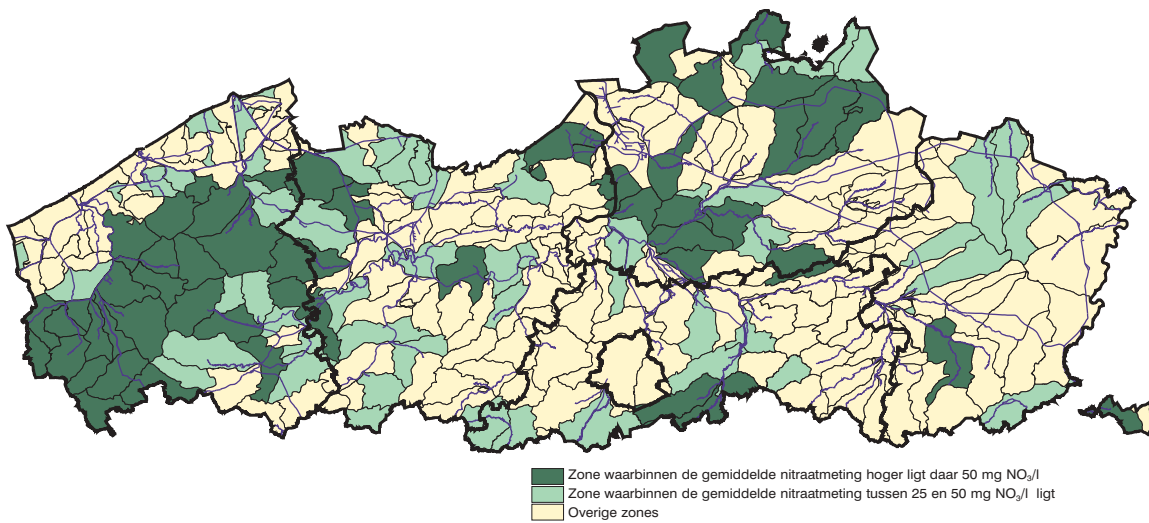 Zone waarbinnen de gemiddelde nitraatmeting hoger ligt daar 50 mg NO₃/l
Zone waarbinnen de gemiddelde nitraatmeting tussen 25 en 50 mg NO₃/l ligt
Overige zones